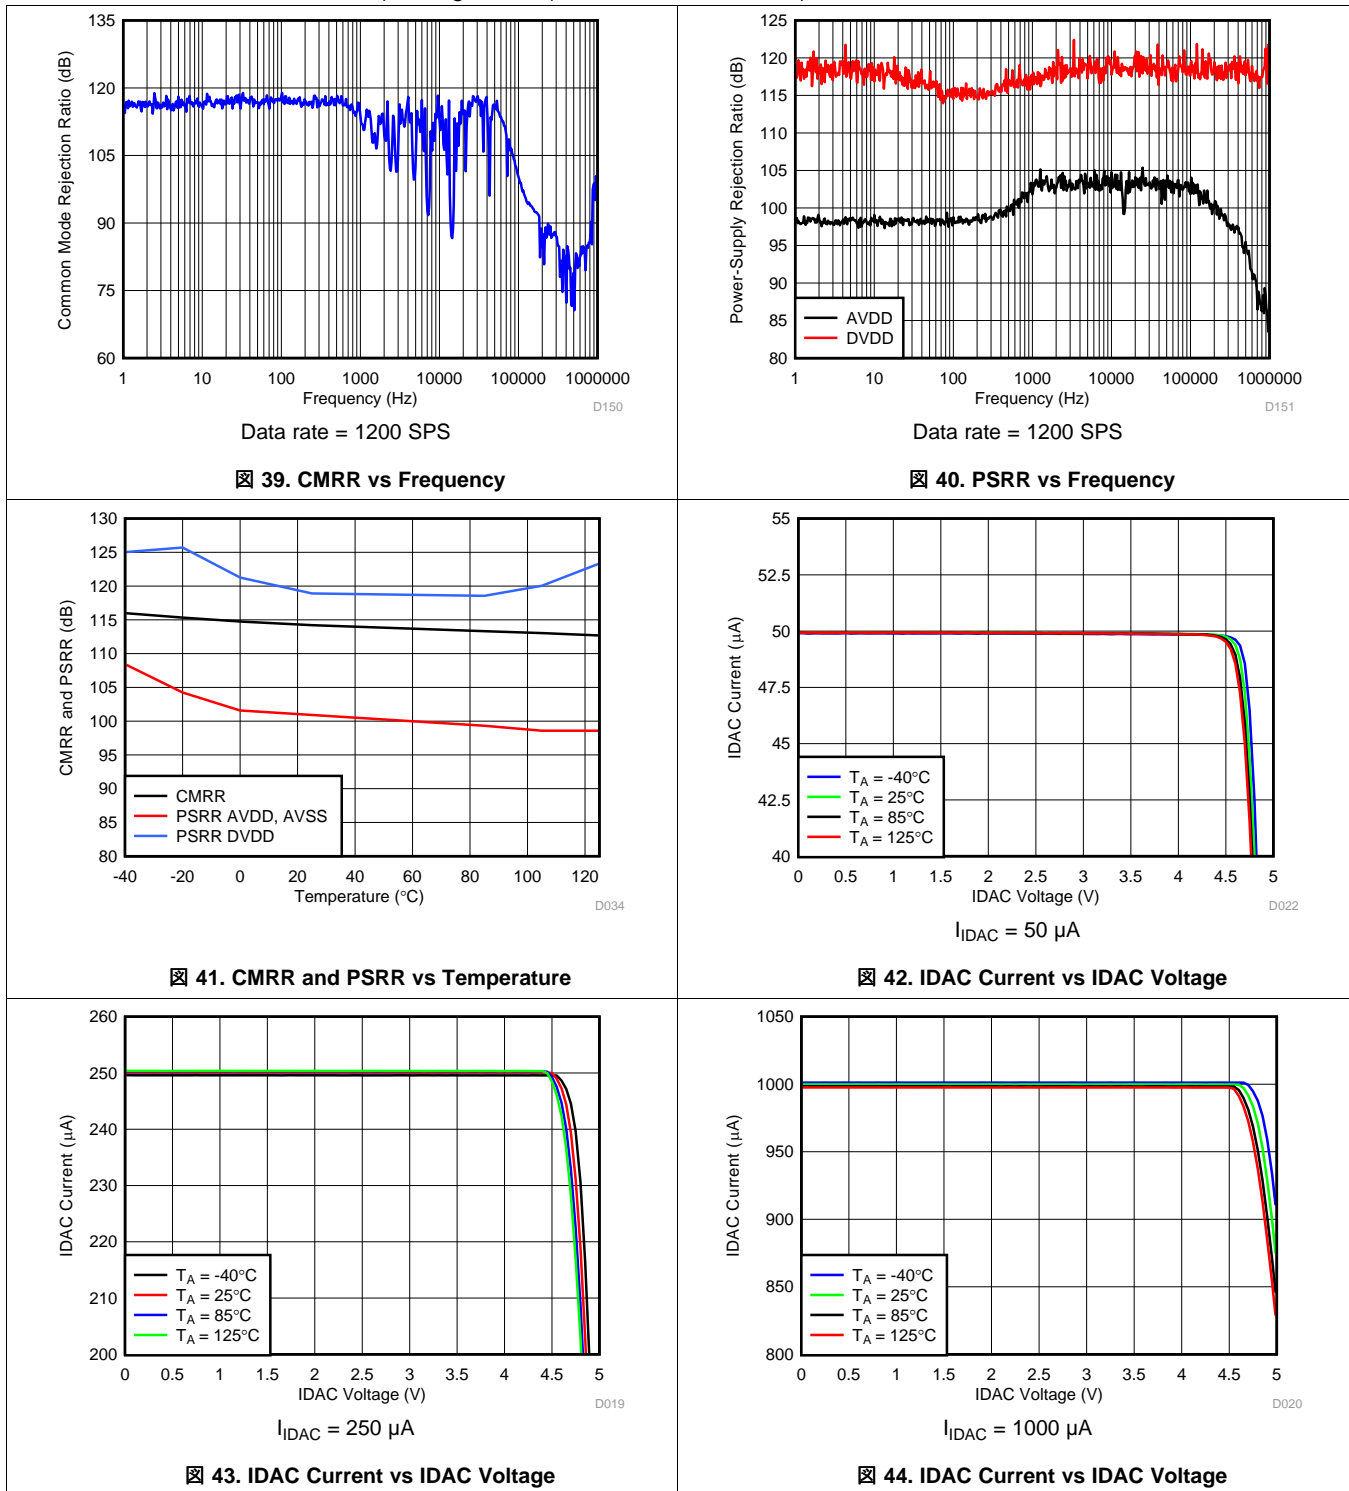 135
120
105
90
75
60
Common Mode Rejection Ratio (dB)
1 10 100 1000 10000 100000 1000000
Frequency (Hz)
D150
Data rate = 1200 SPS
図 39. CMRR vs Frequency
125
120
115
110
105
100
95
90
85
80
Power-Supply Rejection Ratio (dB)
AVDD
DVDD
1 10 100 1000 10000 100000 1000000
Frequency (Hz)
D151
Data rate = 1200 SPS
図 40. PSRR vs Frequency
130
125
120
115
110
105
100
95
90
85
80
CMRR and PSRR (dB)
CMRR
PSRR AVDD, AVSS
PSRR DVDD
-40 -20 0 20 40 60 80 100 120
Temperature (°C)
D034
図 41. CMRR and PSRR vs Temperature
55
52.5
50
47.5
45
42.5
40
IDAC Current (µA)
TA = -40°C
TA = 25°C
TA = 85°C
TA = 125°C
0 0.5 1 1.5 2 2.5 3 3.5 4 4.5 5
IDAC Voltage (V)
D022
IIDAC = 50 µA
図 42. IDAC Current vs IDAC Voltage
260
250
240
230
220
210
200
IDAC Current (µA)
TA = -40°C
TA = 25°C
TA = 85°C
TA = 125°C
0 0.5 1 1.5 2 2.5 3 3.5 4 4.5 5
IDAC Voltage (V)
D019
IIDAC = 250 µA
図 43. IDAC Current vs IDAC Voltage
1050
1000
950
900
850
800
IDAC Current (µA)
TA = -40°C
TA = 25°C
TA = 85°C
TA = 125°C
0 0.5 1 1.5 2 2.5 3 3.5 4 4.5 5
IDAC Voltage (V)
D020
IIDAC = 1000 µA
図 44. IDAC Current vs IDAC Voltage